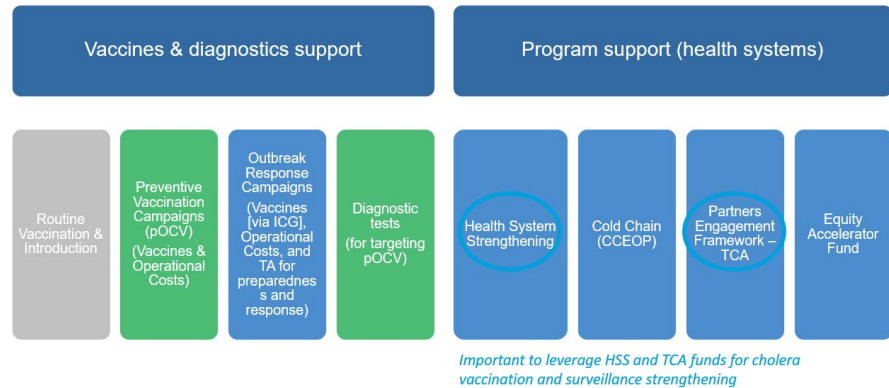 Vaccines & diagnostics support
Program support (health systems)
Routine
Vaccination &
Introduction
Preventive
Vaccination
Campaigns
(pOCV)
(Vaccines &
Operational
Costs)
Outbreak
Response
Campaigns
(Vaccines
[via ICG],
Operational
Costs, and
TA for
preparednes
s and
response)
Diagnostic
tests
(for targeting
pOCV)
Health System
Strengthening
Cold Chain
(CCEOP)
Partners
Engagement
Framework –
TCA
Equity
Accelerator
Fund
Important to leverage HSS and TCA funds for cholera
vaccination and surveillance strengthening